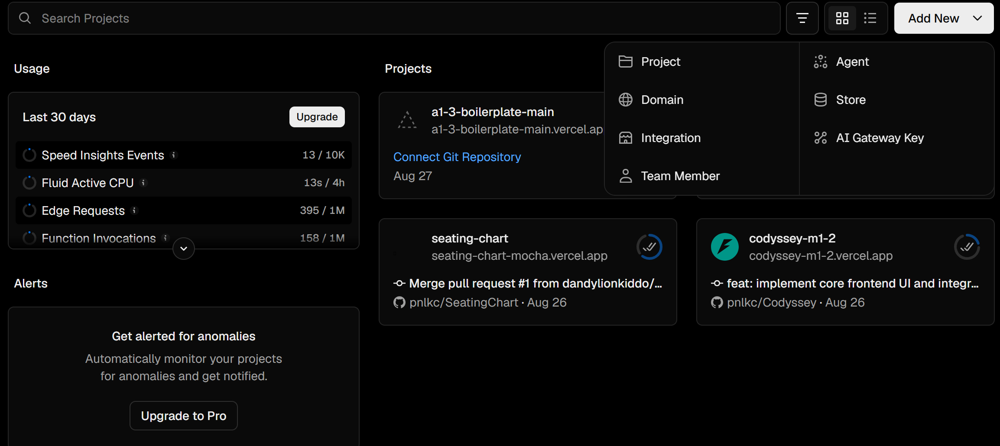 Search Projects
Add New
Usage
Last 30 days
Upgrade
Speed Insights Events
13 / 10K
Fluid Active CPU
13s / 4h
Edge Requests
395 / 1M
Function Invocations
158 / 1M
Alerts
Get alerted for anomalies
Automatically monitor your projects
for anomalies and get notified.
Upgrade to Pro
Projects
a1-3-boilerplate-main
a1-3-boilerplate-main.vercel.ap
Connect Git Repository
Aug 27
Project
Domain
Integration
Team Member
Agent
Store
AI Gateway Key
seating-chart
seating-chart-mocha.vercel.app
Merge pull request #1 from dandylionkiddo/...
pnlkc/SeatingChart · Aug 26
codyssey-m1-2
codyssey-m1-2.vercel.app
feat: implement core frontend UI and integr...
pnlkc/Codyssey · Aug 26